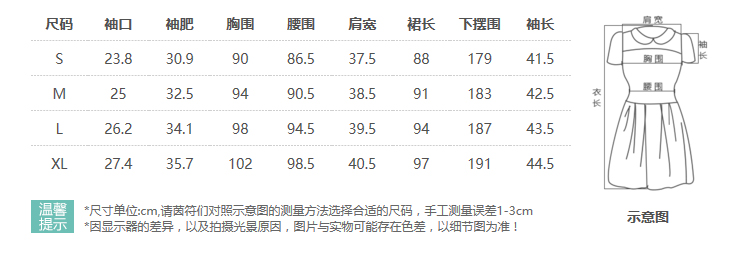 尺码 袖口 袖肥 胸围 腰围 肩宽 裙长 下摆围 袖长
S 23.8 30.9 90 86.5 37.5 88 179 41.5
M 25 32.5 94 90.5 38.5 91 183 42.5
L 26.2 34.1 98 94.5 39.5 94 187 43.5
XL 27.4 35.7 102 98.5 40.5 97 191 44.5
肩宽
袖长
胸围
腰围
衣长
示意图
温馨
提示
*尺寸单位:cm,请茵符们对照示意图的测量方法选择合适的尺码，手工测量误差1-3cm
*因显示器的差异，以及拍摄光景原因，图片与实物可能存在色差，以细节图为准！